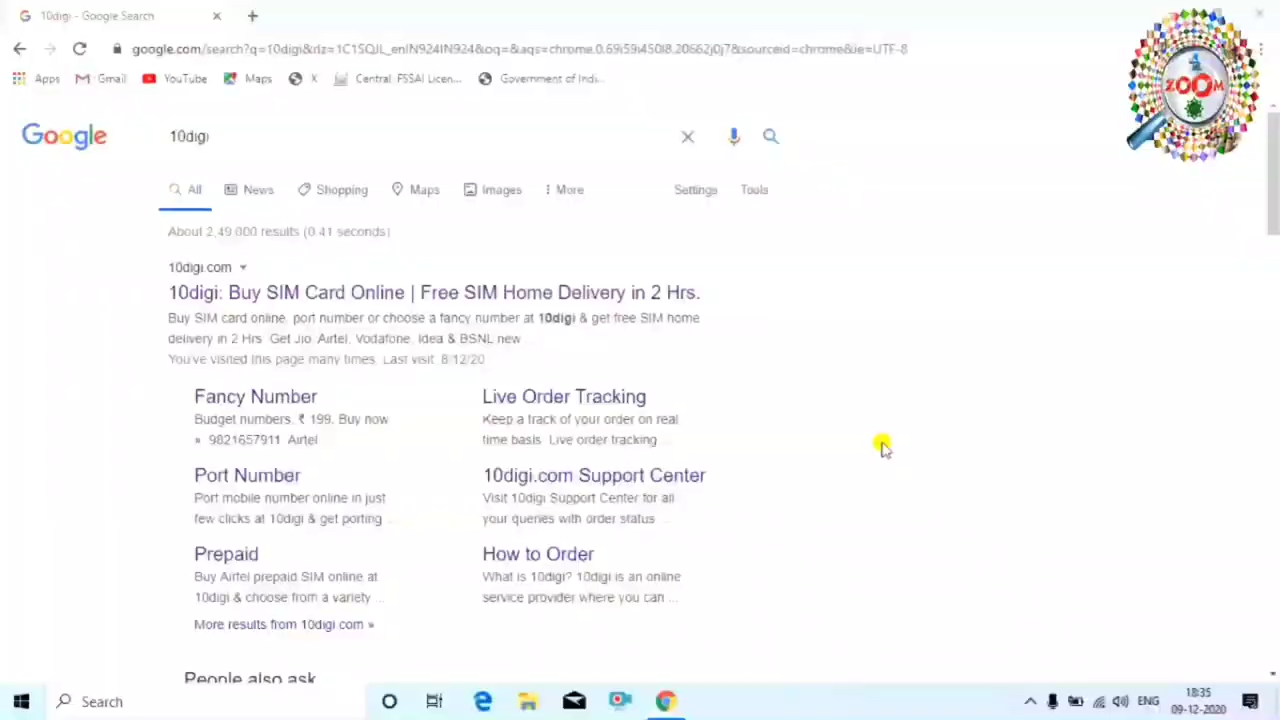 10digi - Google Search
google.com/search?q=10digi&rlz=1C1SQJL_enIN924IN924&oq=&aqs=chrome.0.69i59i450l8.20662j0j7&sourceid=chrome&ie=UTF-8
Apps Gmail YouTube Maps X Central FSSAI Licen... Government of Indi...
ZOOM
Google 10digi
All News Shopping Maps Images More Settings Tools
About 2,49,000 results (0.41 seconds)
10digi.com
10digi: Buy SIM Card Online | Free SIM Home Delivery in 2 Hrs.
Buy SIM card online, port number or choose a fancy number at 10digi & get free SIM home
delivery in 2 Hrs. Get Jio, Airtel, Vodafone, Idea & BSNL new
You've visited this page many times. Last visit: 8/12/20
Fancy Number
Budget numbers. ₹ 199. Buy now
» 9821657911 Airtel
Live Order Tracking
Keep a track of your order on real
time basis. Live order tracking ...
Port Number
Port mobile number online in just
few clicks at 10digi & get porting ...
10digi.com Support Center
Visit 10digi Support Center for all
your queries with order status ...
Prepaid
Buy Airtel prepaid SIM online at
10digi & choose from a variety ...
How to Order
What is 10digi? 10digi is an online
service provider where you can ...
More results from 10digi.com »
People also ask
Search ENG 18:35
09-12-2020